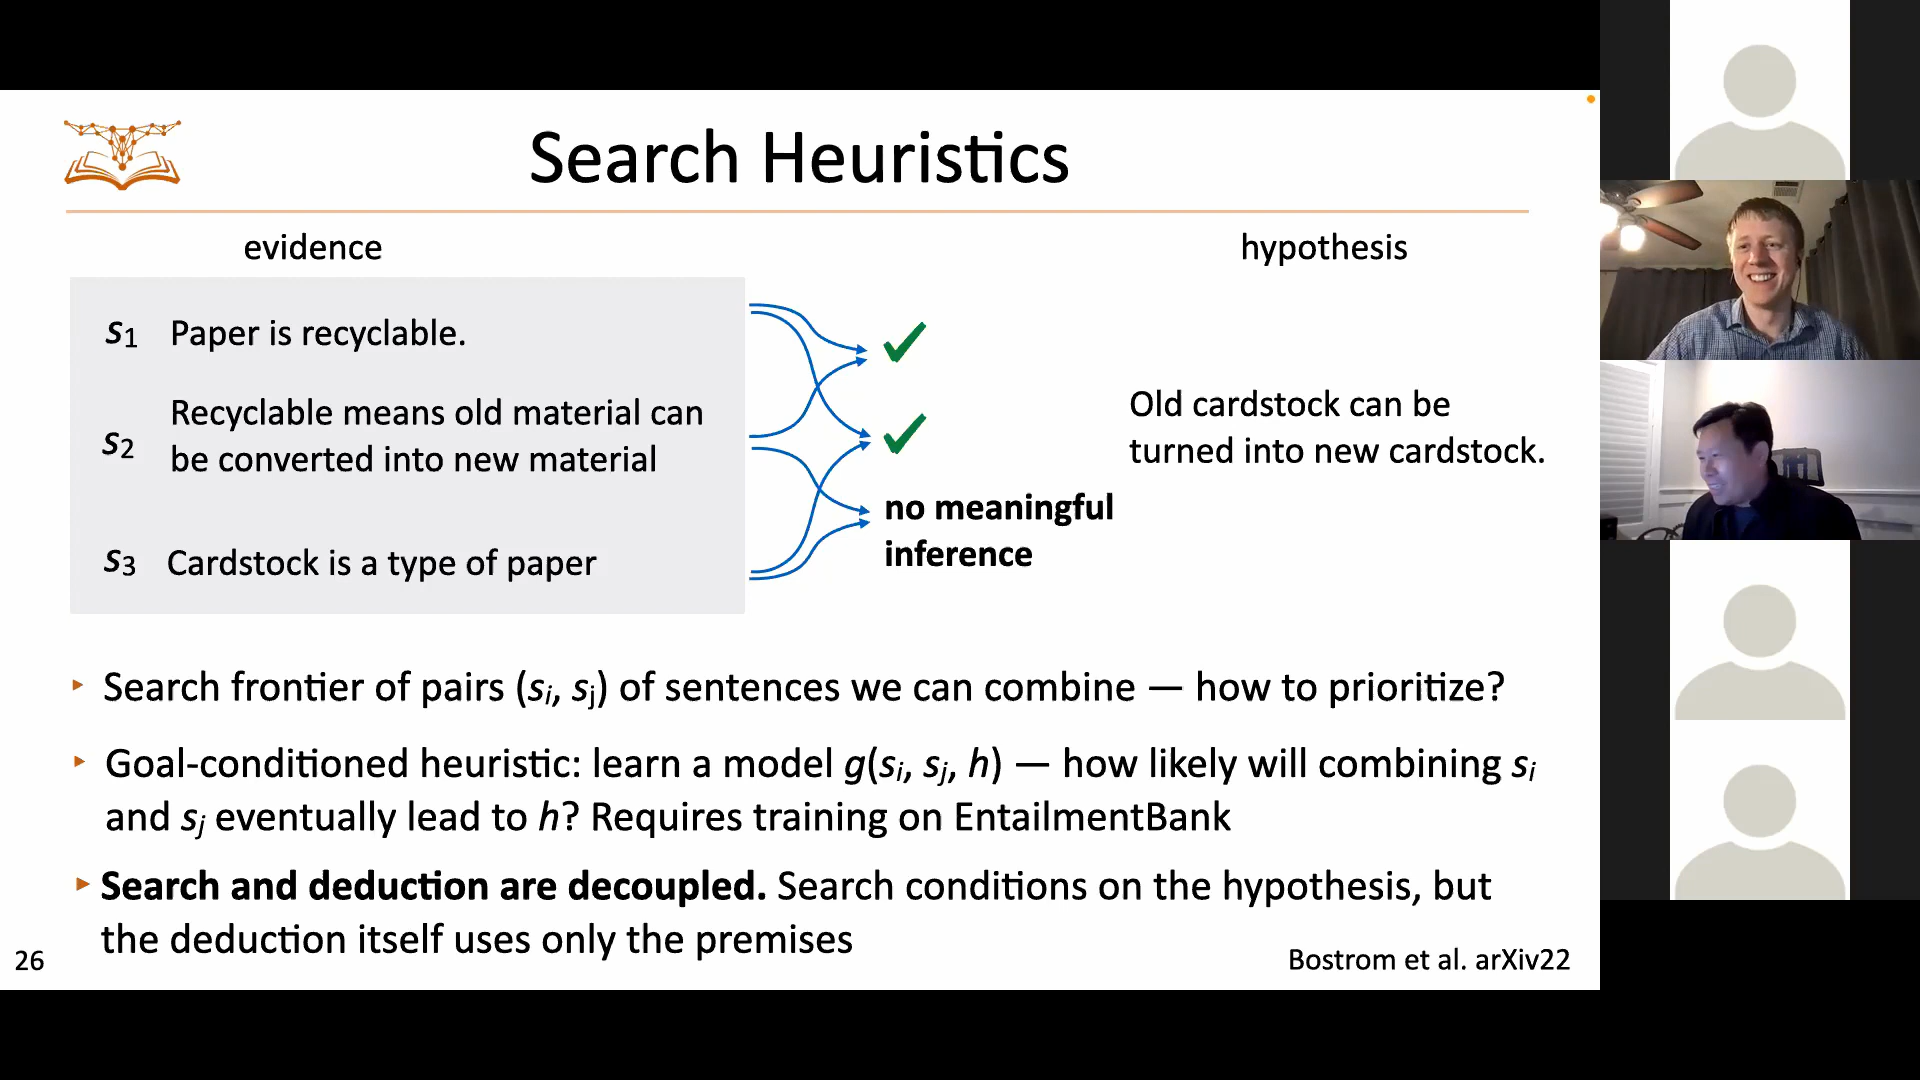 Search Heuristics
evidence
hypothesis
s1 Paper is recyclable.
s2 Recyclable means old material can
be converted into new material
s3 Cardstock is a type of paper
no meaningful
inference
Old cardstock can be
turned into new cardstock.
‣ Search frontier of pairs (si, sj) of sentences we can combine — how to prioritize?
‣ Goal-conditioned heuristic: learn a model g(si, sj, h) — how likely will combining si
and sj eventually lead to h? Requires training on EntailmentBank
‣ Search and deduction are decoupled. Search conditions on the hypothesis, but
the deduction itself uses only the premises
26
Bostrom et al. arXiv22